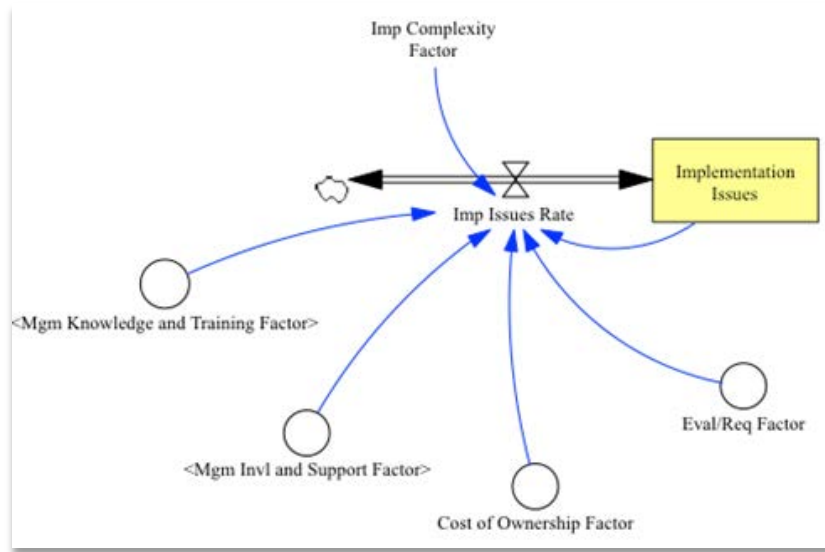 Imp Complexity
Factor
Implementation
Issues
Imp Issues Rate
<Mgm Knowledge and Training Factor>
Eval/Req Factor
<Mgm Invl and Support Factor>
Cost of Ownership Factor